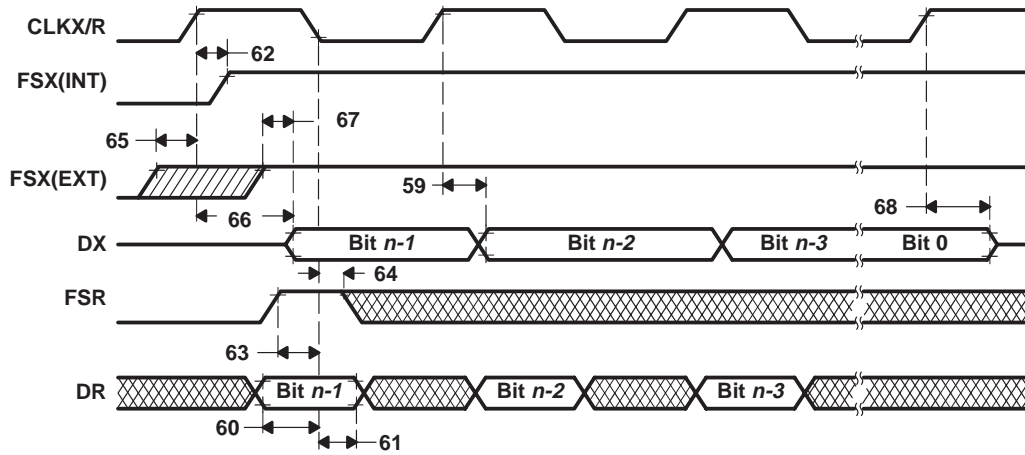 CLKX/R
62
FSX(INT)
67
65
FSX(EXT)
59
66
68
DX
Bit n-1
Bit n-2
Bit n-3
Bit 0
64
FSR
63
DR
Bit n-1
Bit n-2
Bit n-3
60
61